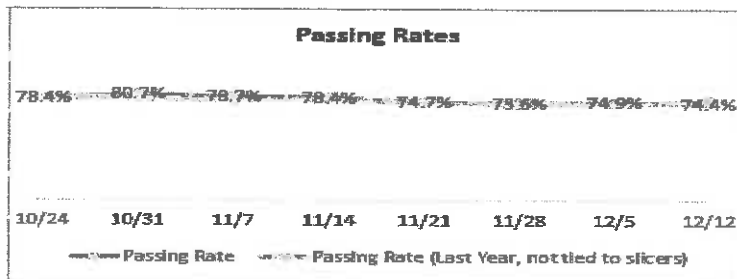 Passing Rates
78.4% 80.7% 78.7% 78.4% 74.7% 73.6% 74.9% 74.4%
10/24 10/31 11/7 11/14 11/21 11/28 12/5 12/12
Passing Rate Passing Rate (Last Year, not tied to slicers)